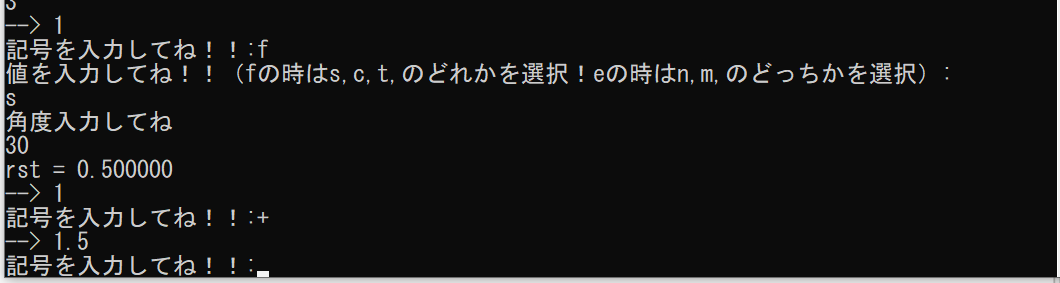 3
--> 1
記号を入力してね！！:f
値を入力してね！！（fの時はs,c,t,のどれかを選択！eの時はn,m,のどっちかを選択）:
s
角度入力してね
30
rst = 0.500000
--> 1
記号を入力してね！！:+
--> 1.5
記号を入力してね！！: